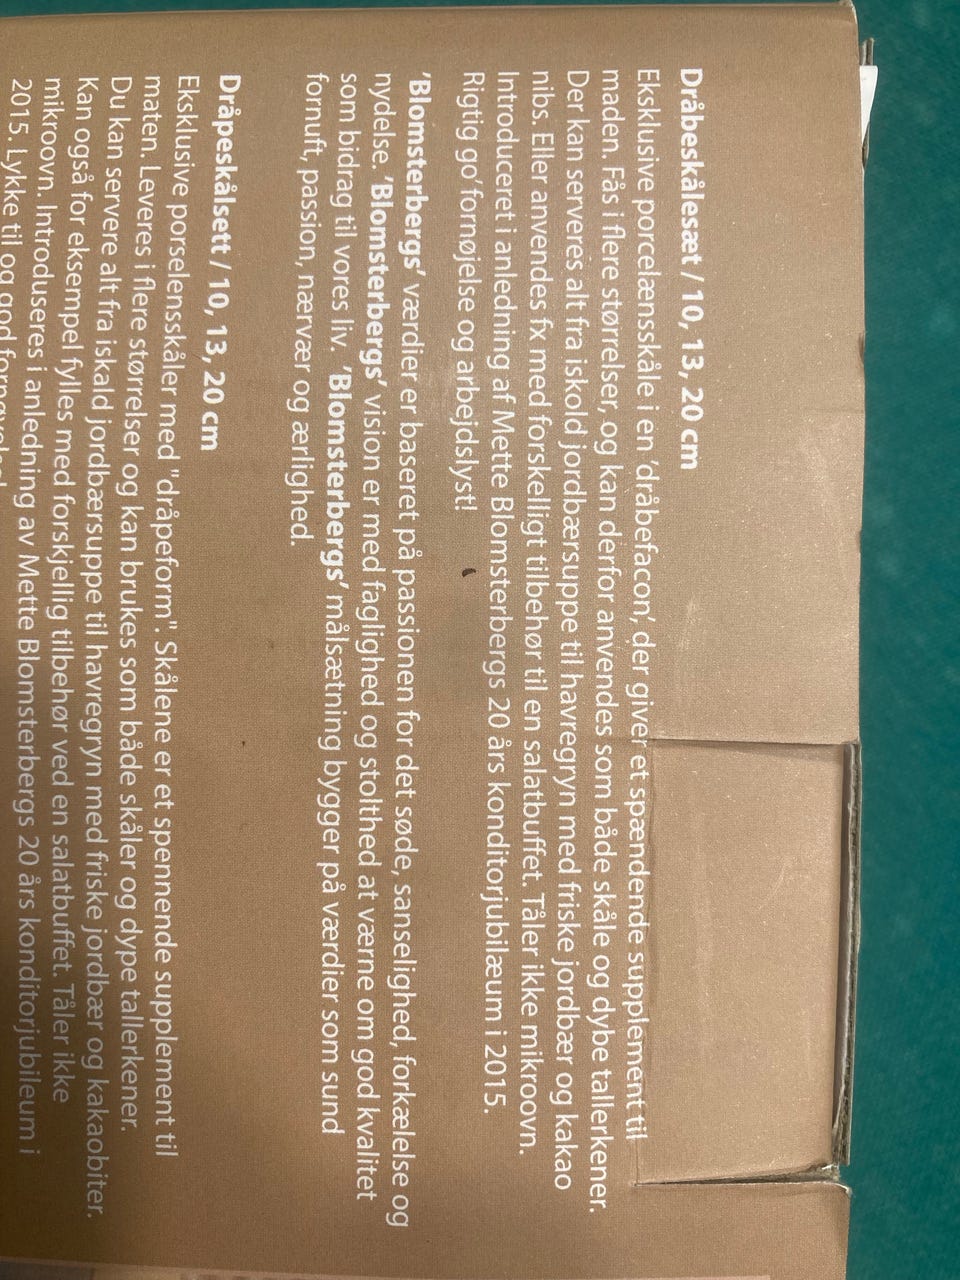 Dråbeskålesæt / 10, 13, 20 cm
Eksklusive porcelænsskåle i en ’dråbefacon’, der giver et spændende supplement til
maden. Fås i flere størrelser, og kan derfor anvendes som både skåle og dybe tallerkener.
Der kan serveres alt fra iskold jordbærsuppe til havregryn med friske jordbær og kakao
nibs. Eller anvendes fx med forskelligt tilbehør til en salatbuffet. Tåler ikke mikroovn.
Introduceret i anledning af Mette Blomsterbergs 20 års konditorjubilæum i 2015.
Rigtig go’ fornøjelse og arbejdslyst!
’Blomsterbergs’ værdier er baseret på passionen for det søde, sanselighed, forkælelse og
nydelse. ’Blomsterbergs’ vision er med faglighed og stolthed at værne om god kvalitet
som bidrag til vores liv. ’Blomsterbergs’ målsætning bygger på værdier som sund
fornuft, passion, nærvær og ærlighed.
Dråpeskålsett / 10, 13, 20 cm
Eksklusive porselensskåler med "dråpeform". Skålene er et spennende supplement til
maten. Leveres i flere størrelser og kan brukes som både skåler og dype tallerkener.
Du kan servere alt fra iskald jordbærsuppe til havregryn med friske jordbær og kakaobiter.
Kan også for eksempel fylles med forskjellig tilbehør ved en salatbuffet. Tåler ikke
mikroovn. Introduseres i anledning av Mette Blomsterbergs 20 års konditorjubileum i
2015. Lykke til og god fornøyelse!